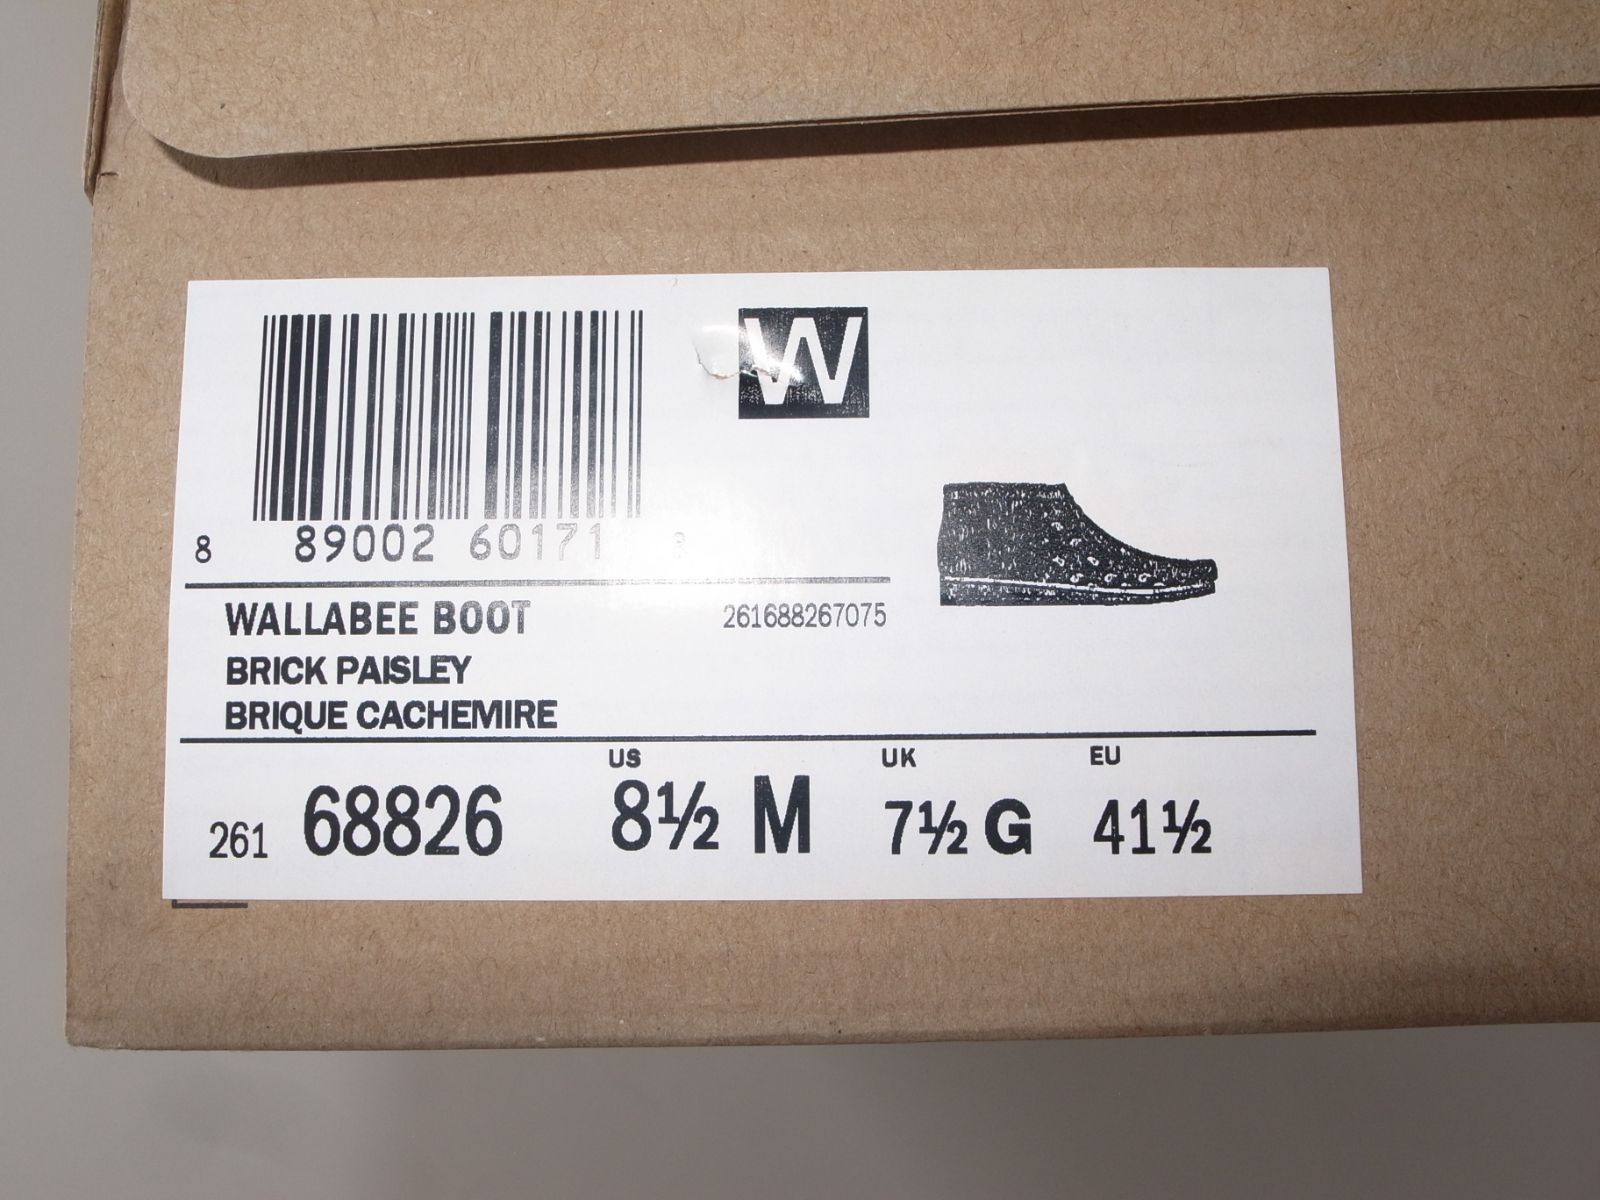 W
8 89002 60171 8
WALLABEE BOOT 261688267075
BRICK PAISLEY
BRIQUE CACHEMIRE
US UK EU
261 68826 8½ M 7½ G 41½